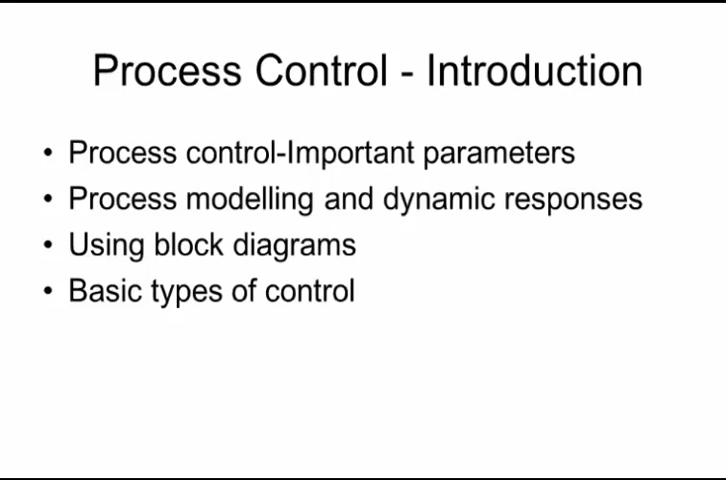 Process Control - Introduction
• Process control-Important parameters
• Process modelling and dynamic responses
• Using block diagrams
• Basic types of control